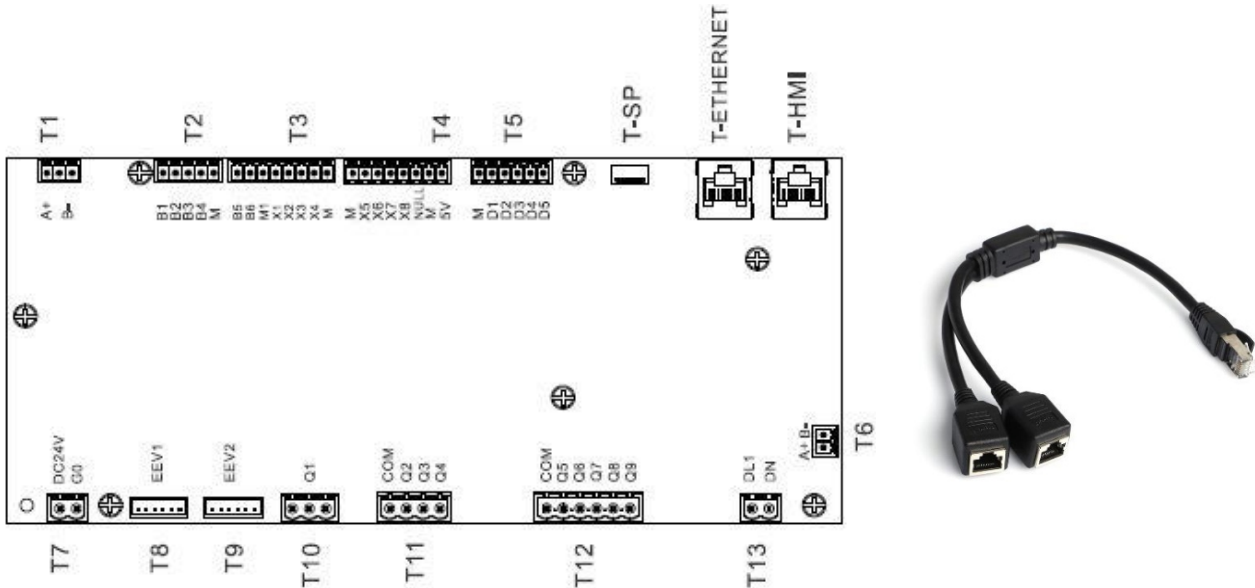 T1
T2
T3
T4
T5
T-SP
T-ETHERNET
T-HMI
A+
B=
B1
B2
B3
B4
M
B5
B6
M1
X1
X2
X3
X4
M
M
X5
X6
X7
X8
NULL
M
5V
M
D1
D2
D3
D4
D5
A+
B=
T6
DC24V
G0
EEV1
EEV2
Q1
COM
Q2
Q3
Q4
COM
Q5
Q6
Q7
Q8
Q9
DL1
DN
T7
T8
T9
T10
T11
T12
T13